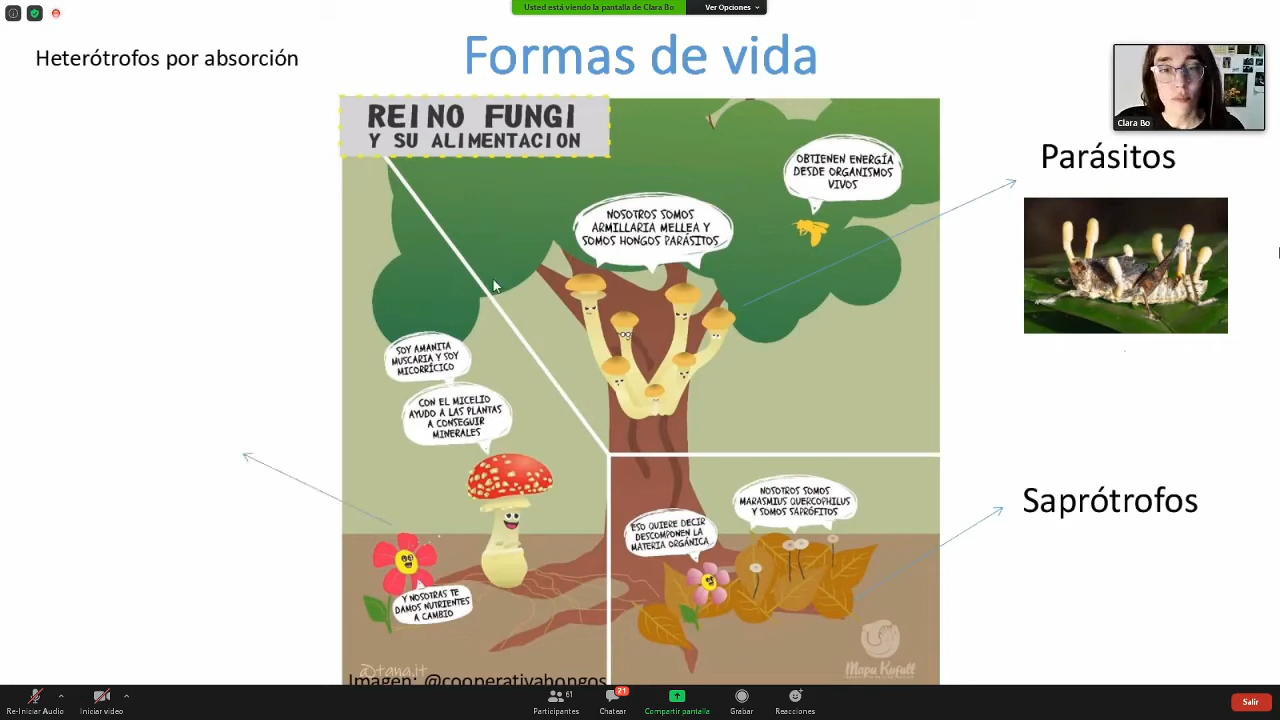 Usted está viendo la pantalla de Clara Bo
Ver Opciones
Heterótrofos por absorción
Formas de vida
Clara Bo
REINO FUNGI
Y SU ALIMENTACION
OBTIENEN ENERGÍA
DESDE ORGANISMOS
VIVOS
Parásitos
NOSOTROS SOMOS
ARMILLARIA MELLEA Y
SOMOS HONGOS PARÁSITOS
SOY AMANITA
MUSCARIA Y SOY
MICORRÍCICO
CON EL MICELIO
AYUDO A LAS PLANTAS
A CONSEGUIR
MINERALES
NOSOTROS SOMOS
MARASMIUS QUERCOPHILUS
Y SOMOS SAPRÓFITOS
Saprótrofos
ESO QUIERE DECIR
DESCOMPONEN LA
MATERIA ORGÁNICA
Y NOSOTRAS TE
DAMOS NUTRIENTES
A CAMBIO
@tana.it
Mapu Kufull
Imagen: @cooperativahongos
Re-Iniciar Audio
Iniciar video
61
Participantes
21
Chatear
Compartir pantalla
Grabar
Reacciones
Salir